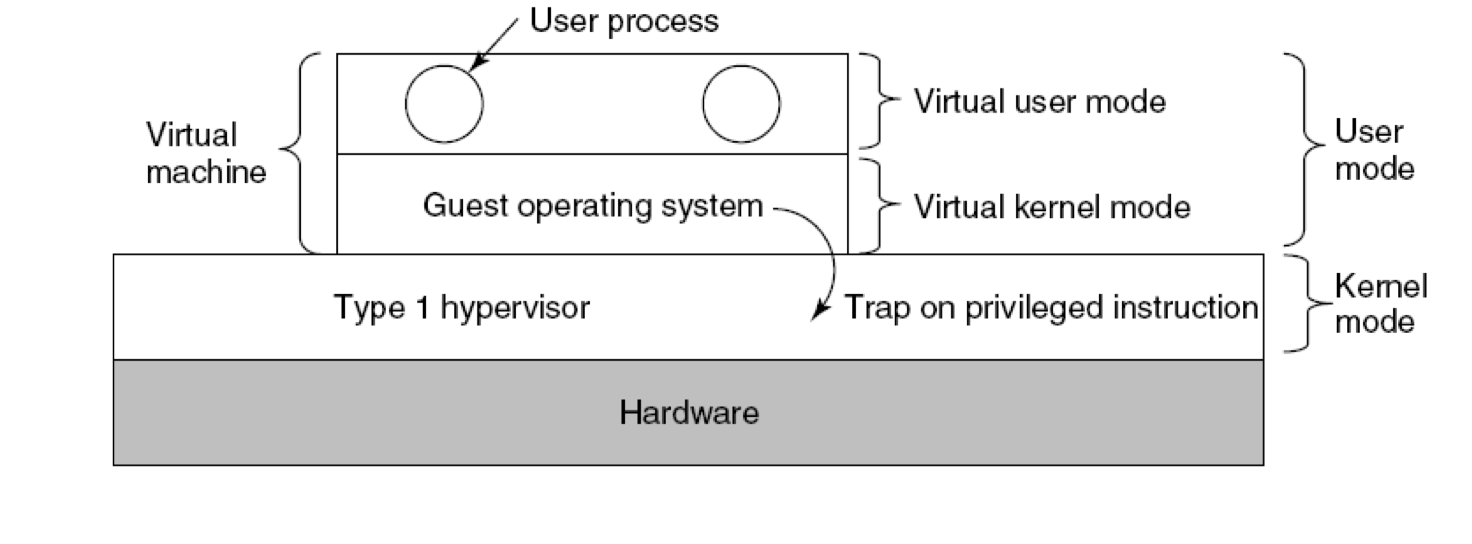 User process
Virtual user mode
Virtual
machine
User
mode
Guest operating system
Virtual kernel mode
Type 1 hypervisor
Trap on privileged instruction
Kernel
mode
Hardware